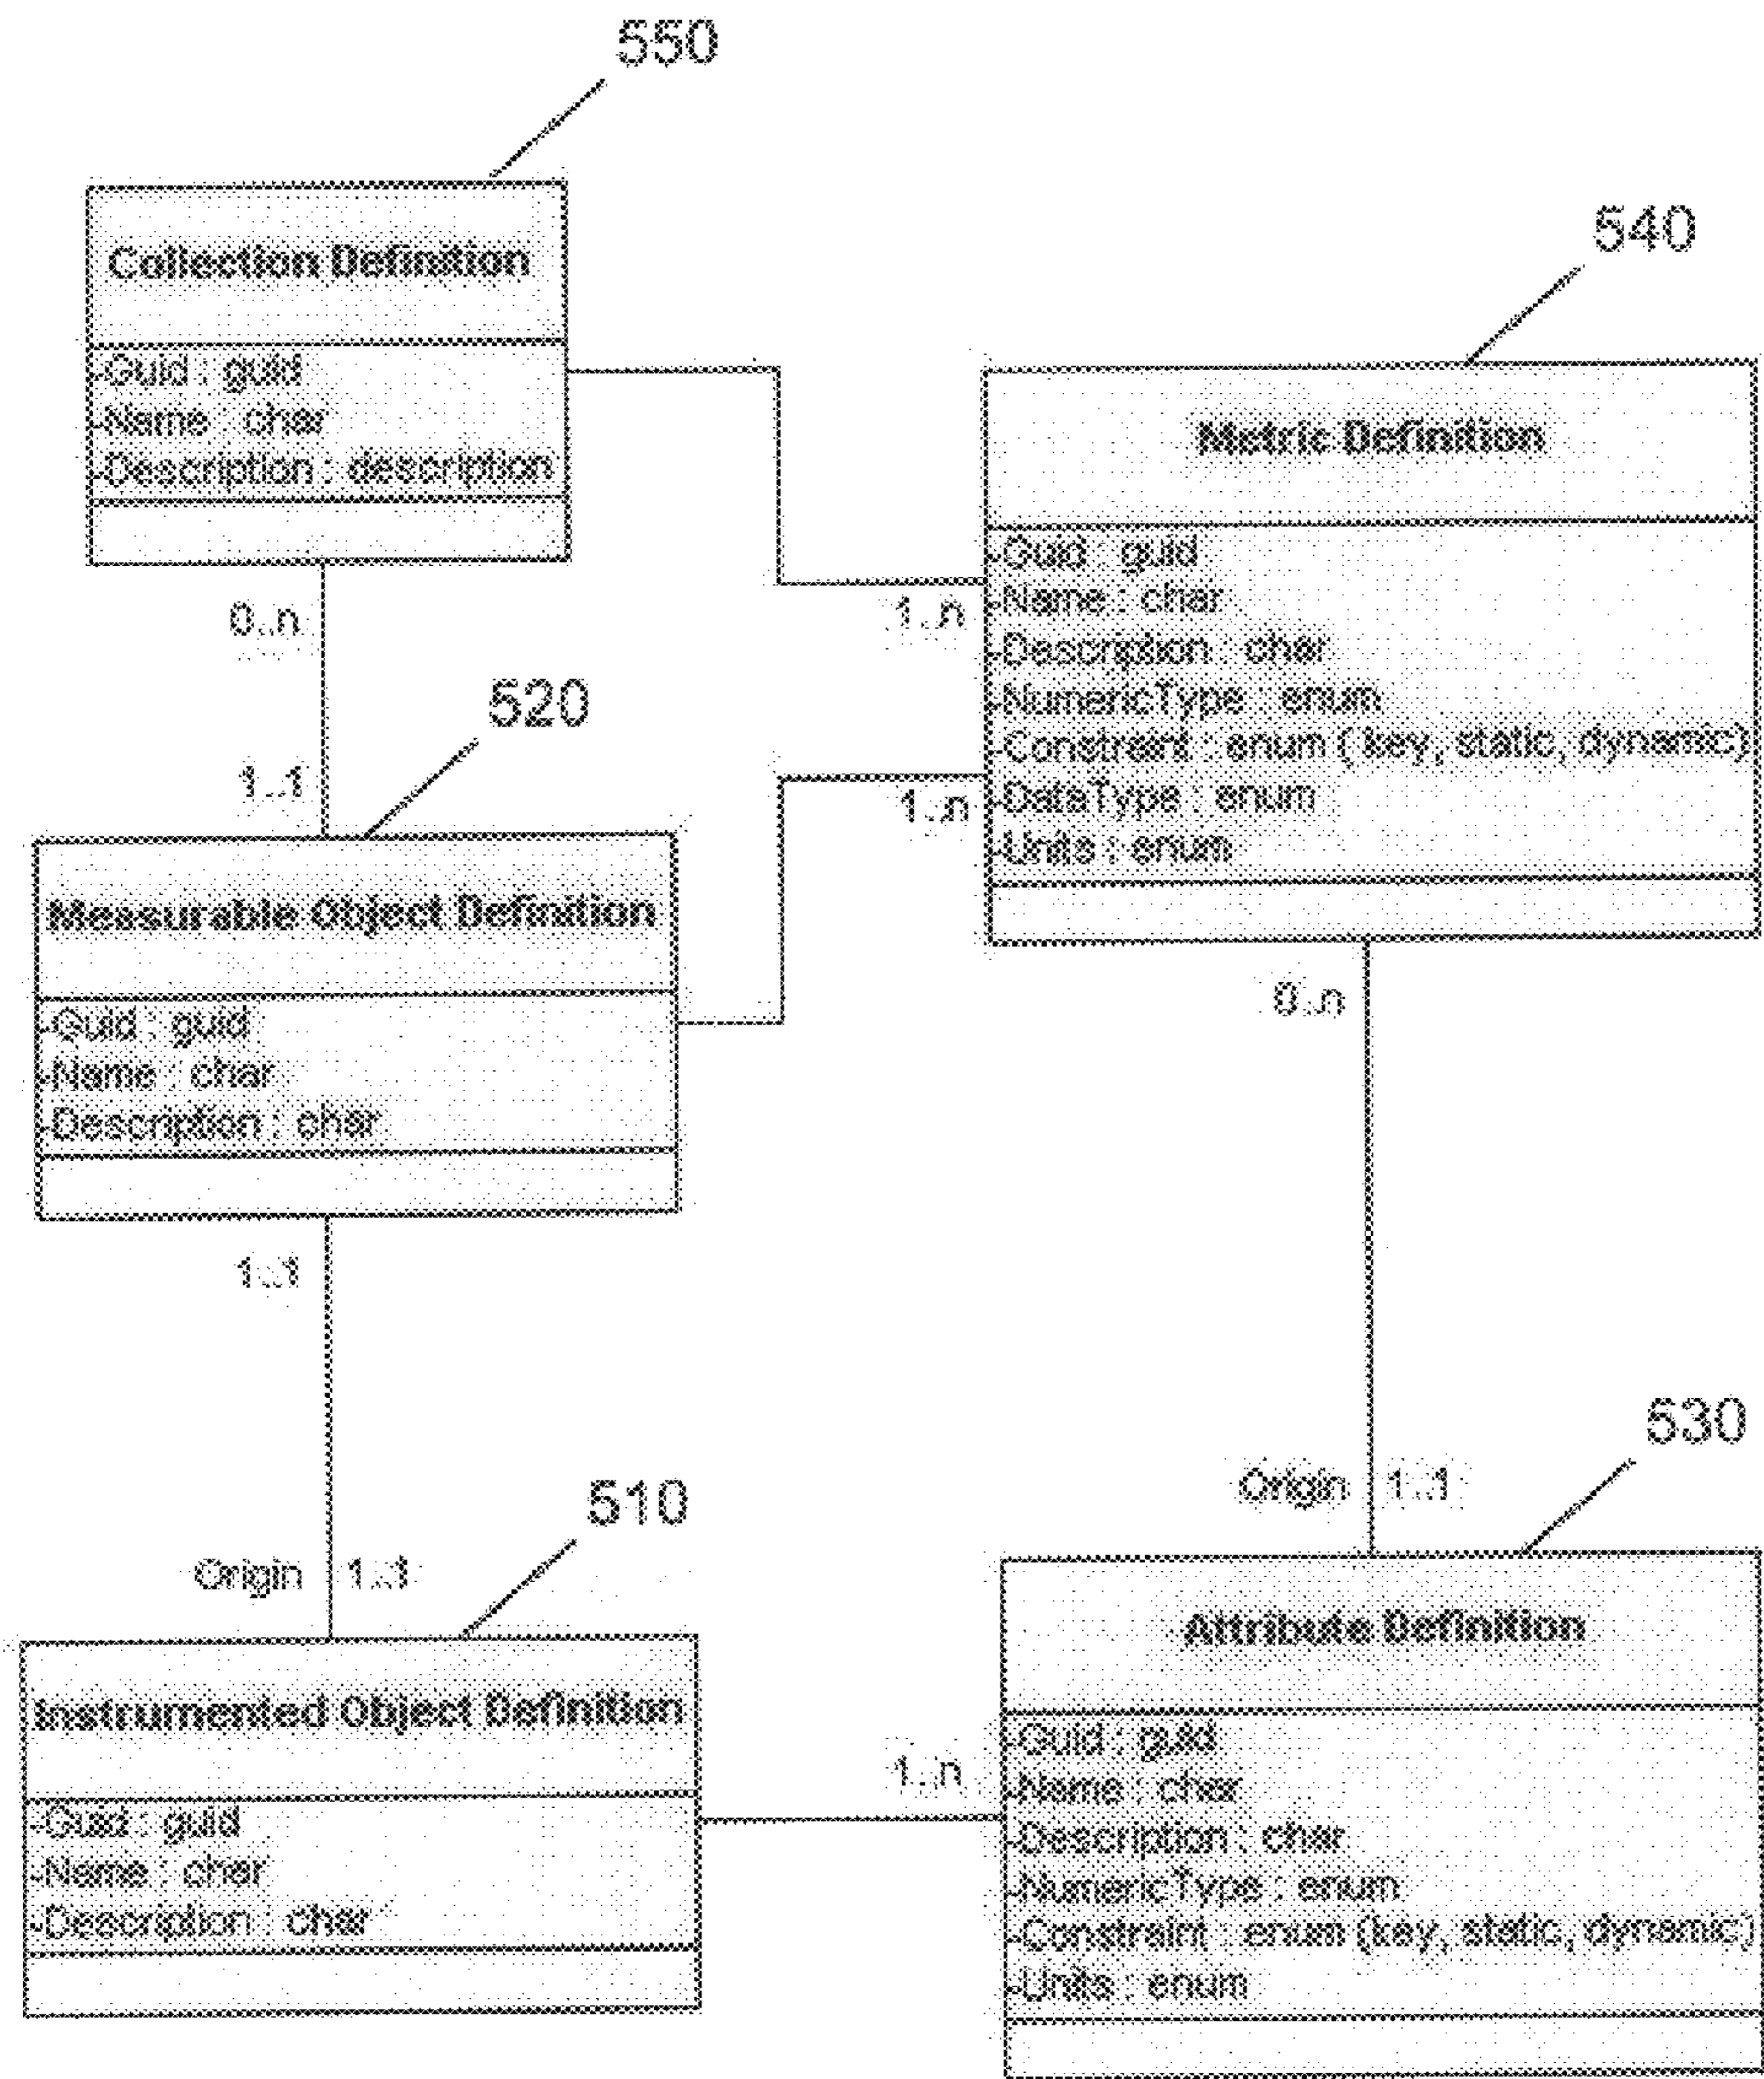 550
Collection Definition
-Guid : guid
-Name : char
-Description : description
0..n
1..1
540
Metric Definition
-Guid : guid
-Name : char
-Description : char
-NumericType : enum
-Constraint : enum ( key, static, dynamic)
-DataType : enum
-Units : enum
1..n
1..n
0..n
520
Measurable Object Definition
-Guid : guid
-Name : char
-Description : char
1..1
Origin 1..1
510
Instrumented Object Definition
-Guid : guid
-Name : char
-Description : char
1..n
Origin 1..1
530
Attribute Definition
-Guid : guid
-Name : char
-Description : char
-NumericType : enum
-Constraint : enum (key, static, dynamic)
-Units : enum